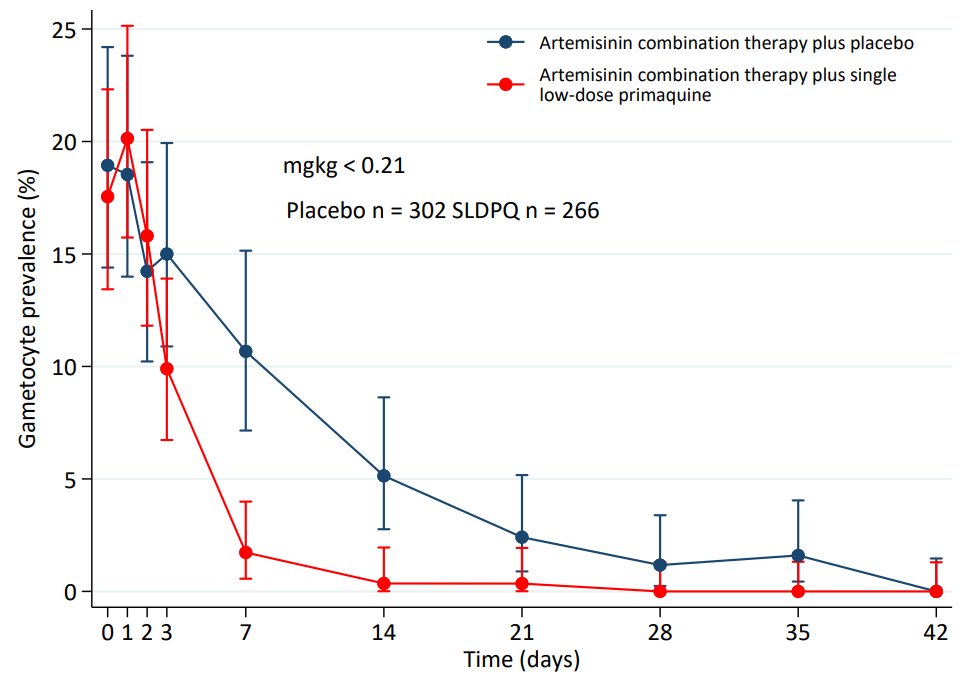 25
20
15
10
5
0
Gametocyte prevalence (%)
Artemisinin combination therapy plus placebo
Artemisinin combination therapy plus single
low-dose primaquine
mgkg < 0.21
Placebo n = 302 SLDPQ n = 266
0 1 2 3 7 14 21 28 35 42
Time (days)